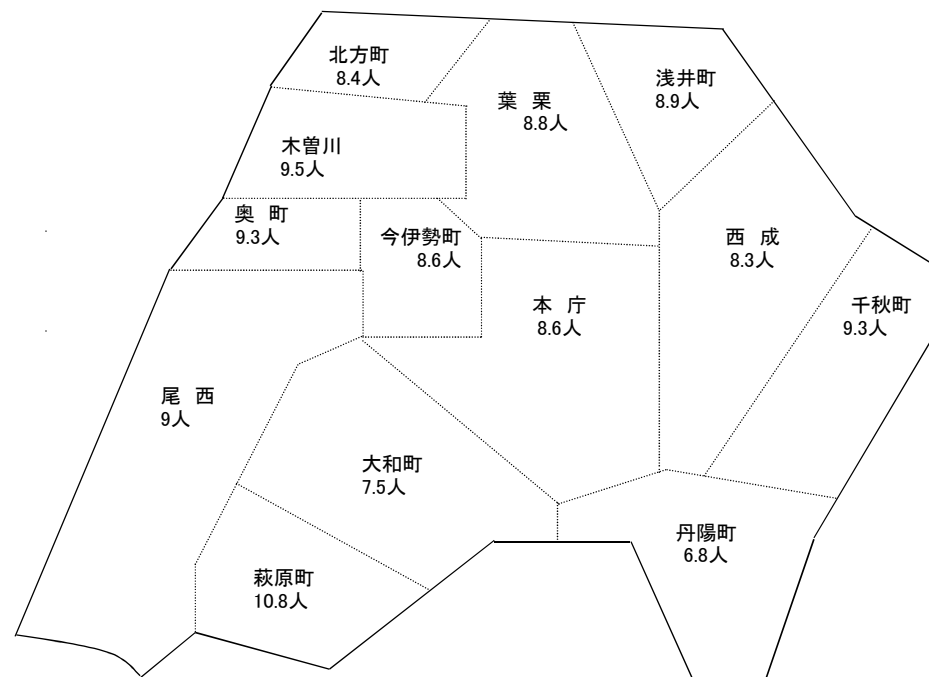 北方町
8.4人
浅井町
8.9人
葉 栗
8.8人
木曽川
9.5人
奥 町
9.3人
今伊勢町
8.6人
西 成
8.3人
本 庁
8.6人
千秋町
9.3人
尾 西
9人
大和町
7.5人
丹陽町
6.8人
萩原町
10.8人